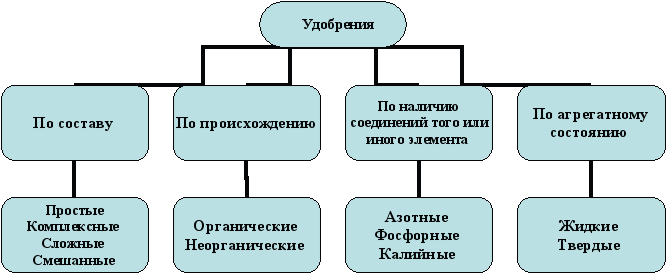 Удобрения
По составу
По происхождению
По наличию
соединений того или
иного элемента
По агрегатному
состоянию
Простые
Комплексные
Сложные
Смешанные
Органические
Неорганические
Азотные
Фосфорные
Калийные
Жидкие
Твердые